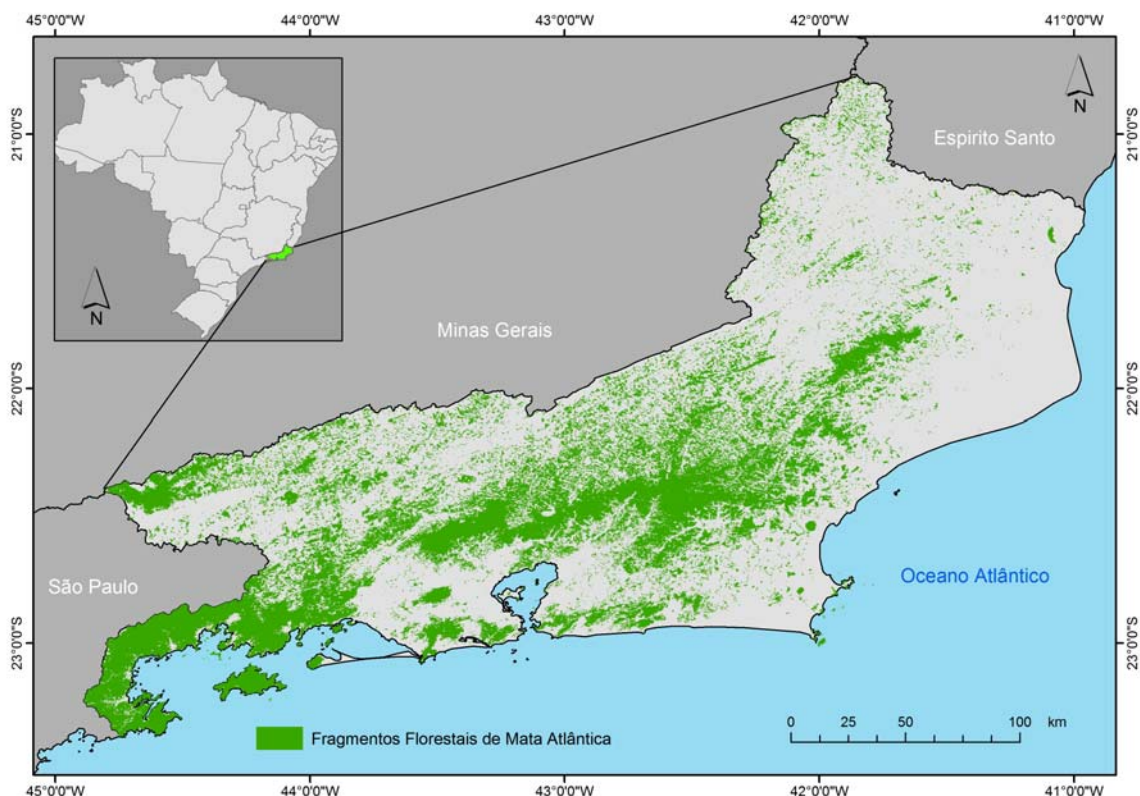 45°0'0"W
44°0'0"W
43°0'0"W
42°0'0"W
41°0'0"W
N
N
21°0'0"S
21°0'0"S
Espirito Santo
Minas Gerais
22°0'0"S
22°0'0"S
São Paulo
Oceano Atlântico
23°0'0"S
23°0'0"S
0 25 50 100 km
Fragmentos Florestais de Mata Atlântica
45°0'0"W
44°0'0"W
43°0'0"W
42°0'0"W
41°0'0"W